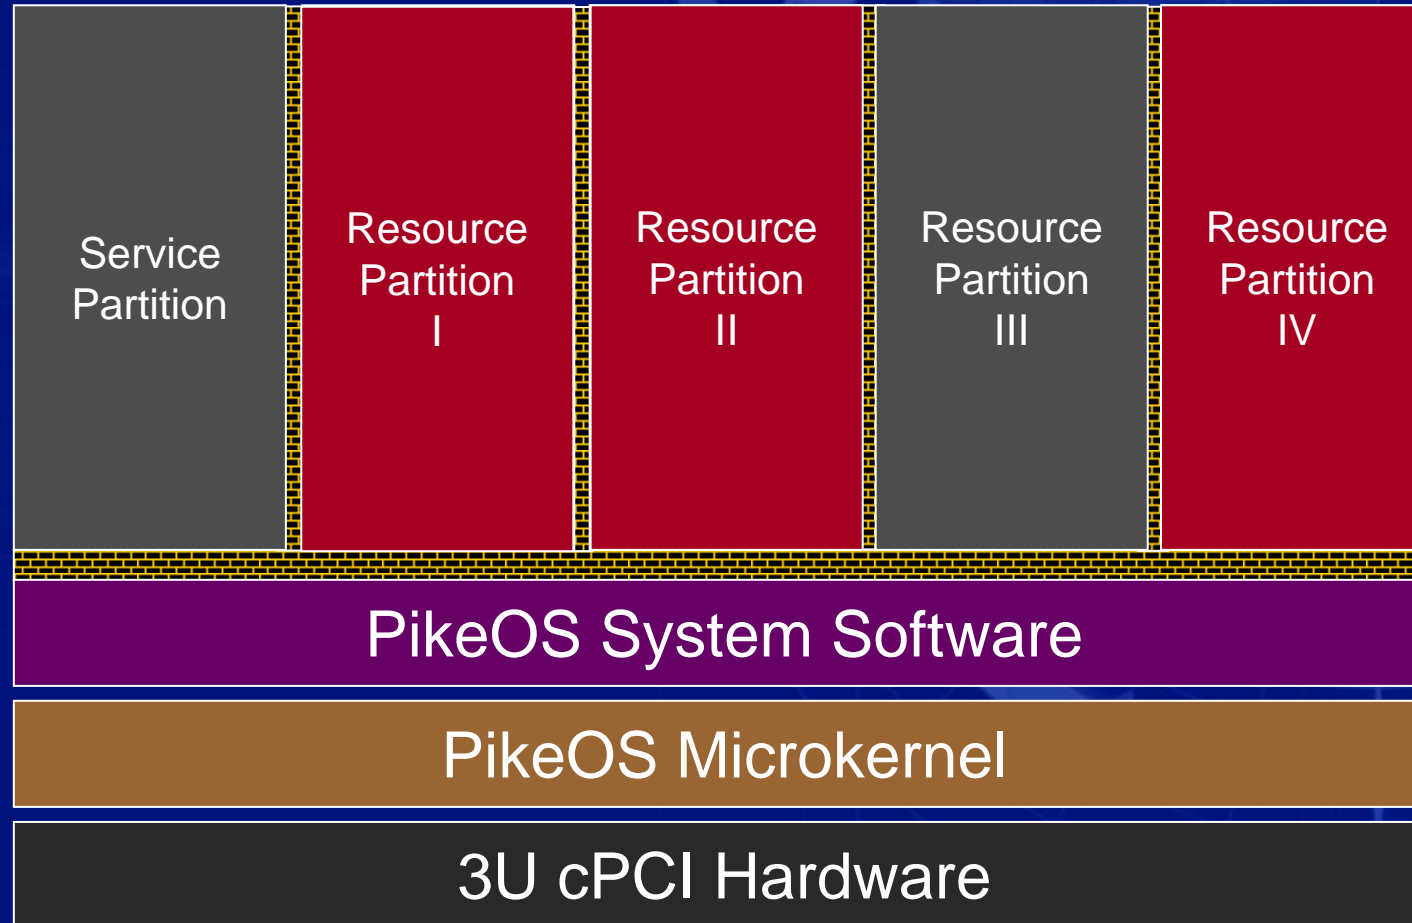 Service
Partition
Resource
Partition
I
Resource
Partition
II
Resource
Partition
III
Resource
Partition
IV
PikeOS System Software
PikeOS Microkernel
3U cPCI Hardware